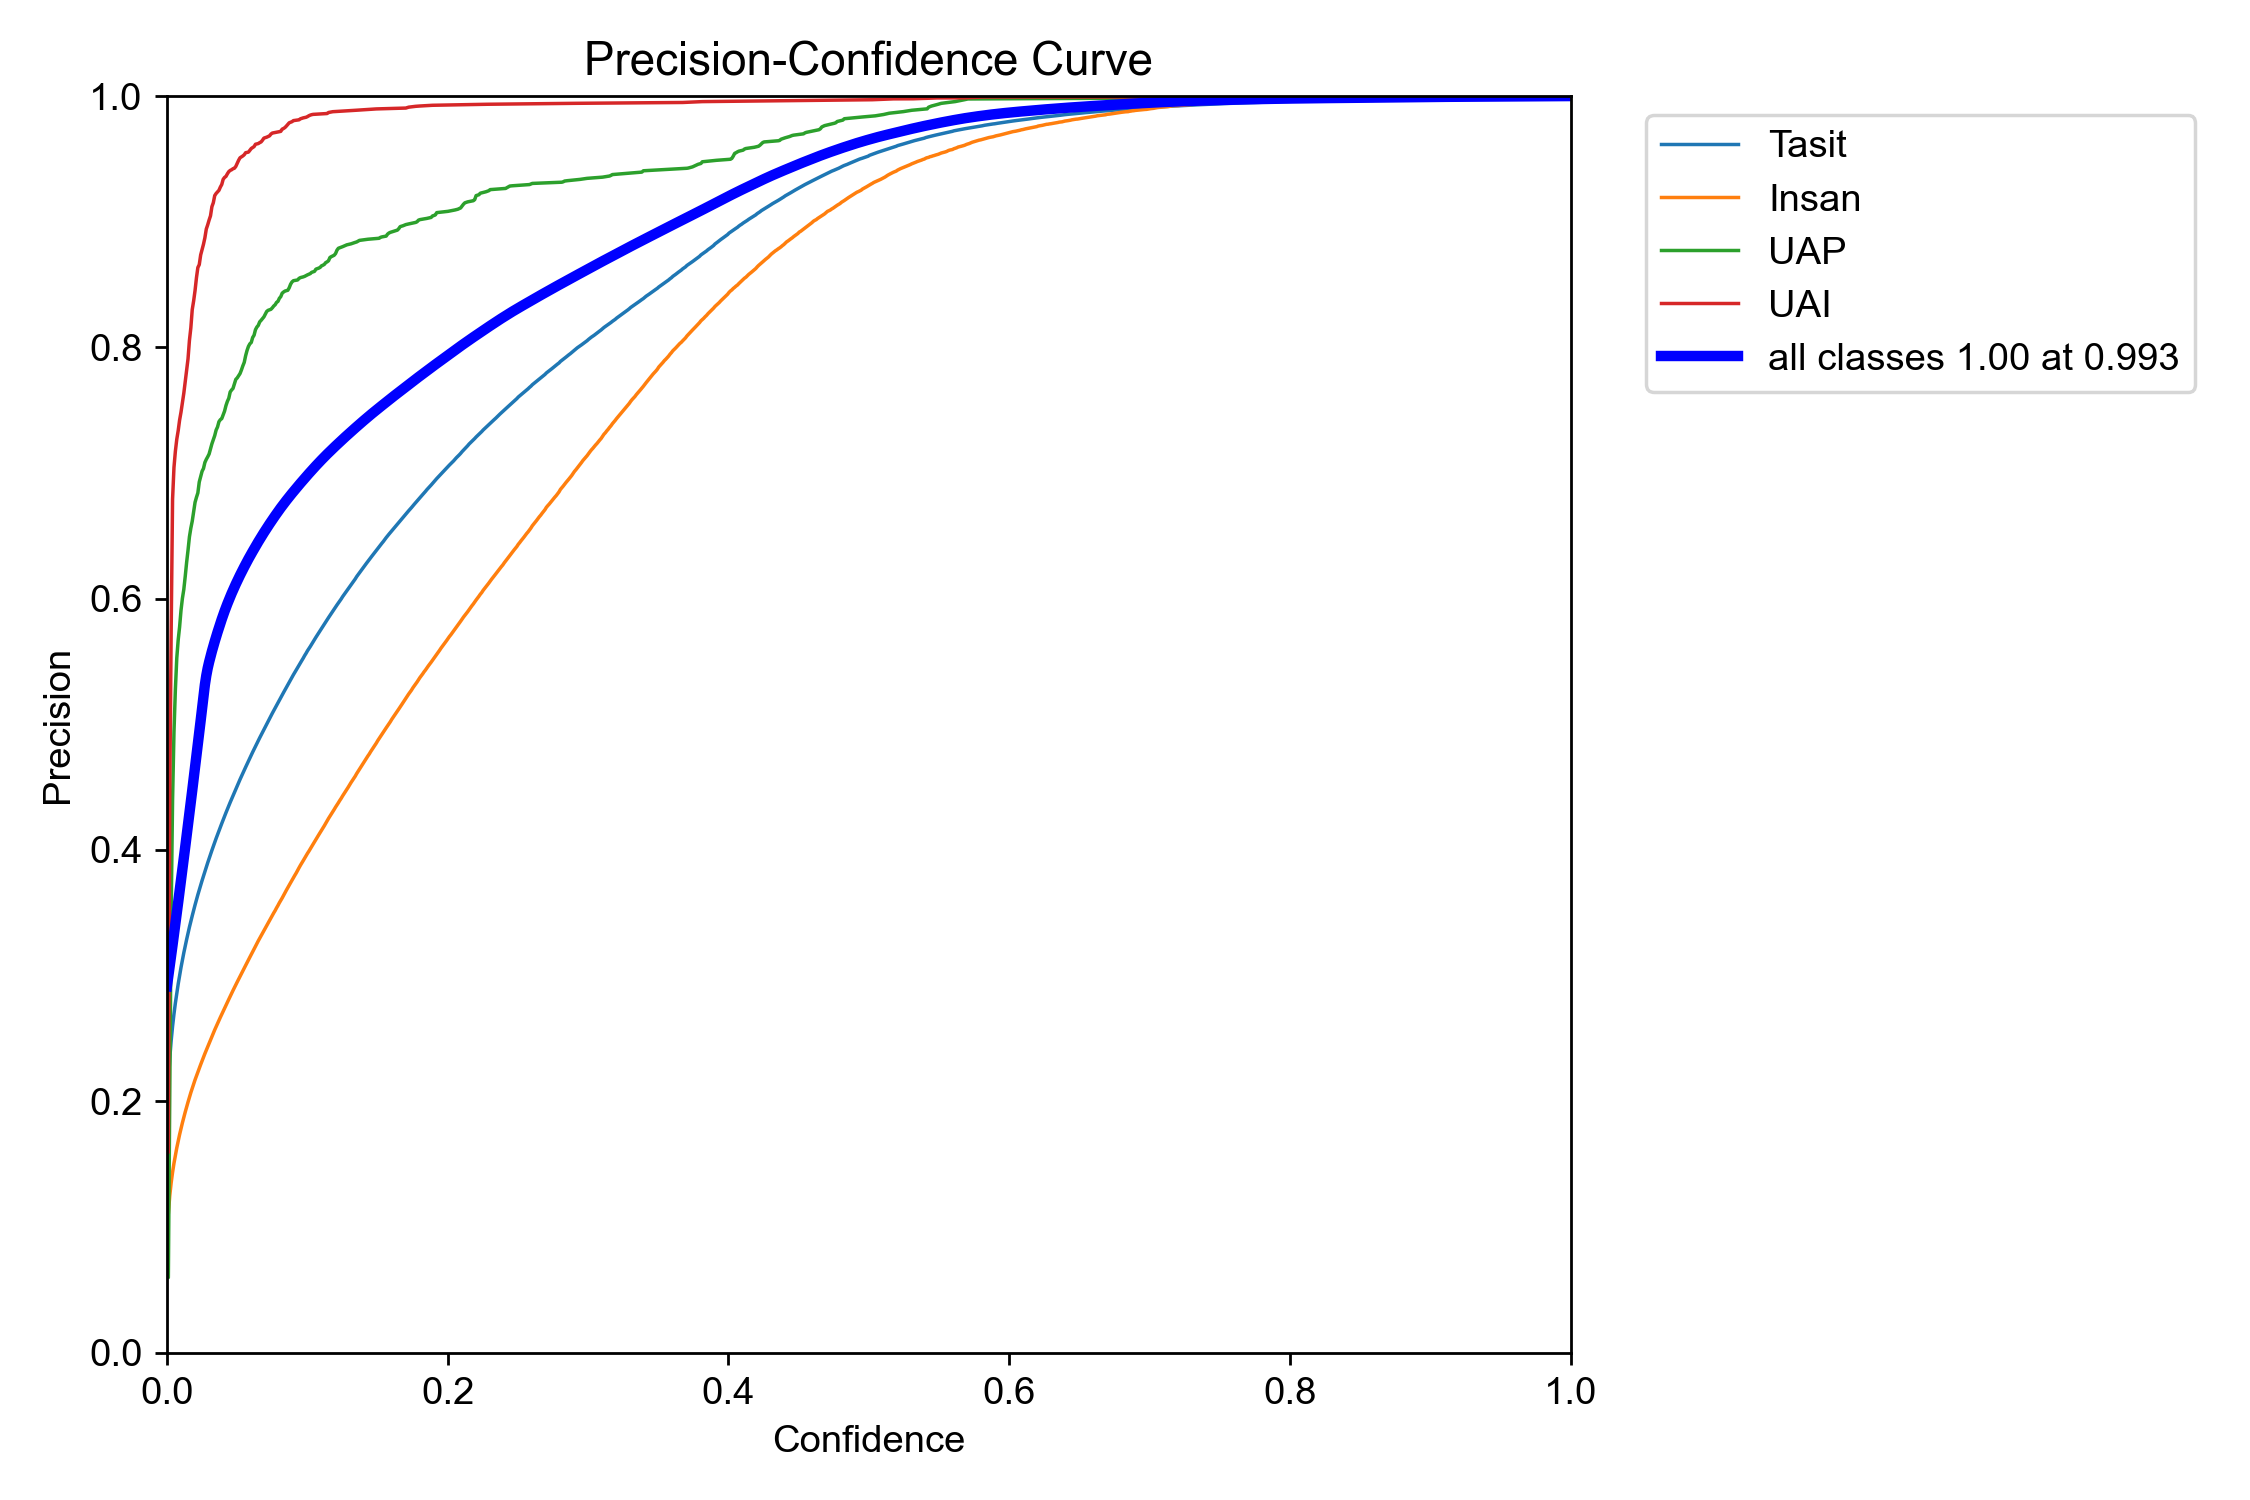 Precision-Confidence Curve
1.0
0.8
0.6
0.4
0.2
0.0
Precision
0.0 0.2 0.4 0.6 0.8 1.0
Confidence
Tasit
Insan
UAP
UAI
all classes 1.00 at 0.993